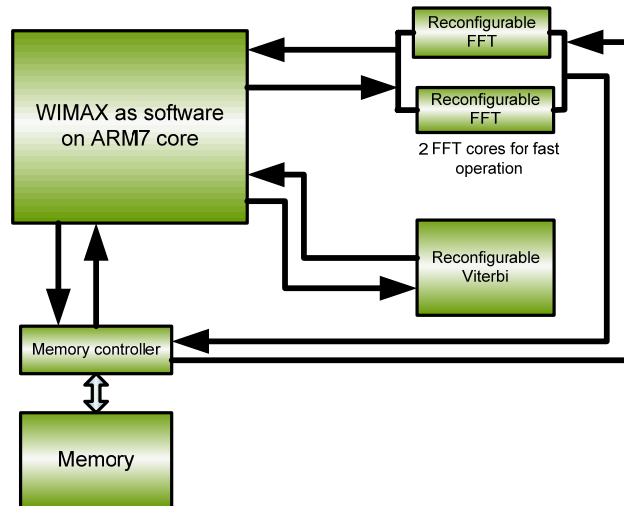 Reconfigurable
FFT
WIMAX as software
on ARM7 core
Reconfigurable
FFT
2 FFT cores for fast
operation
Reconfigurable
Viterbi
Memory controller
Memory